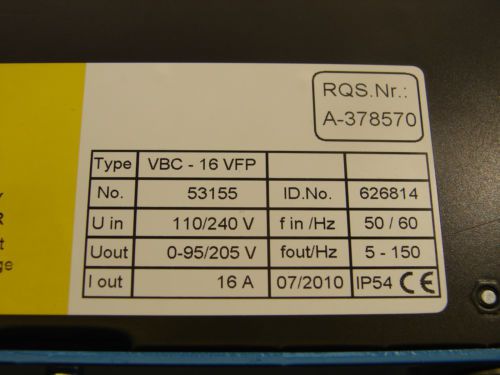 RQS.Nr.:
A-378570
Type VBC - 16 VFP
No. 53155 ID.No. 626814
U in 110/240 V f in /Hz 50 / 60
Uout 0-95/205 V fout/Hz 5 - 150
I out 16 A 07/2010 IP54 CE